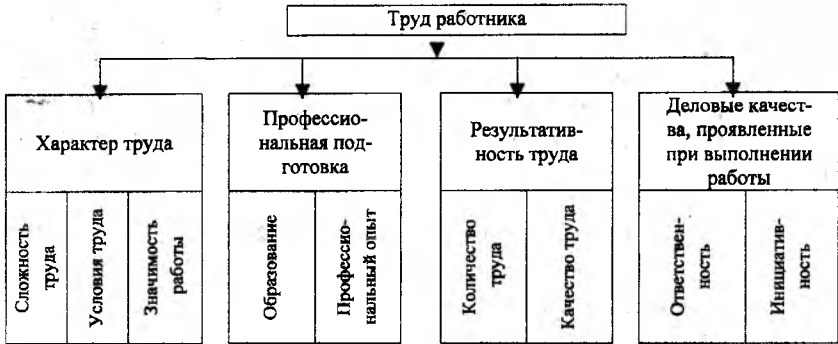 Труд работника
Характер труда
Сложность
труда
Условия труда
Значимость
работы
Профессио-
нальная под-
готовка
Образование
Профессио-
нальный опыт
Результатив-
ность труда
Количество
труда
Качество труда
Деловые качест-
ва, проявленные
при выполнении
работы
Ответствен-
ность
Инициатив-
ность